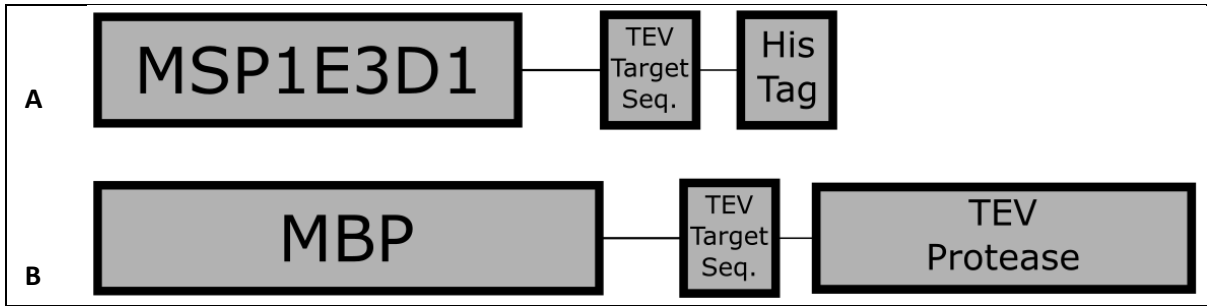 MSP1E3D1
TEV
Target
Seq.
His
Tag
A
MBP
TEV
Target
Seq.
TEV
Protease
B